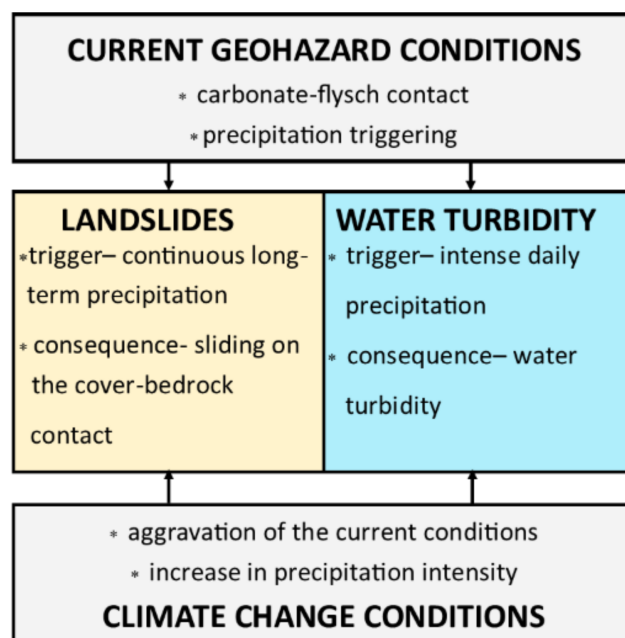 CURRENT GEOHAZARD CONDITIONS
* carbonate-flysch contact
* precipitation triggering
LANDSLIDES
* trigger– continuous long-
term precipitation
* consequence- sliding on
the cover-bedrock
contact
WATER TURBIDITY
* trigger– intense daily
precipitation
* consequence– water
turbidity
* aggravation of the current conditions
* increase in precipitation intensity
CLIMATE CHANGE CONDITIONS